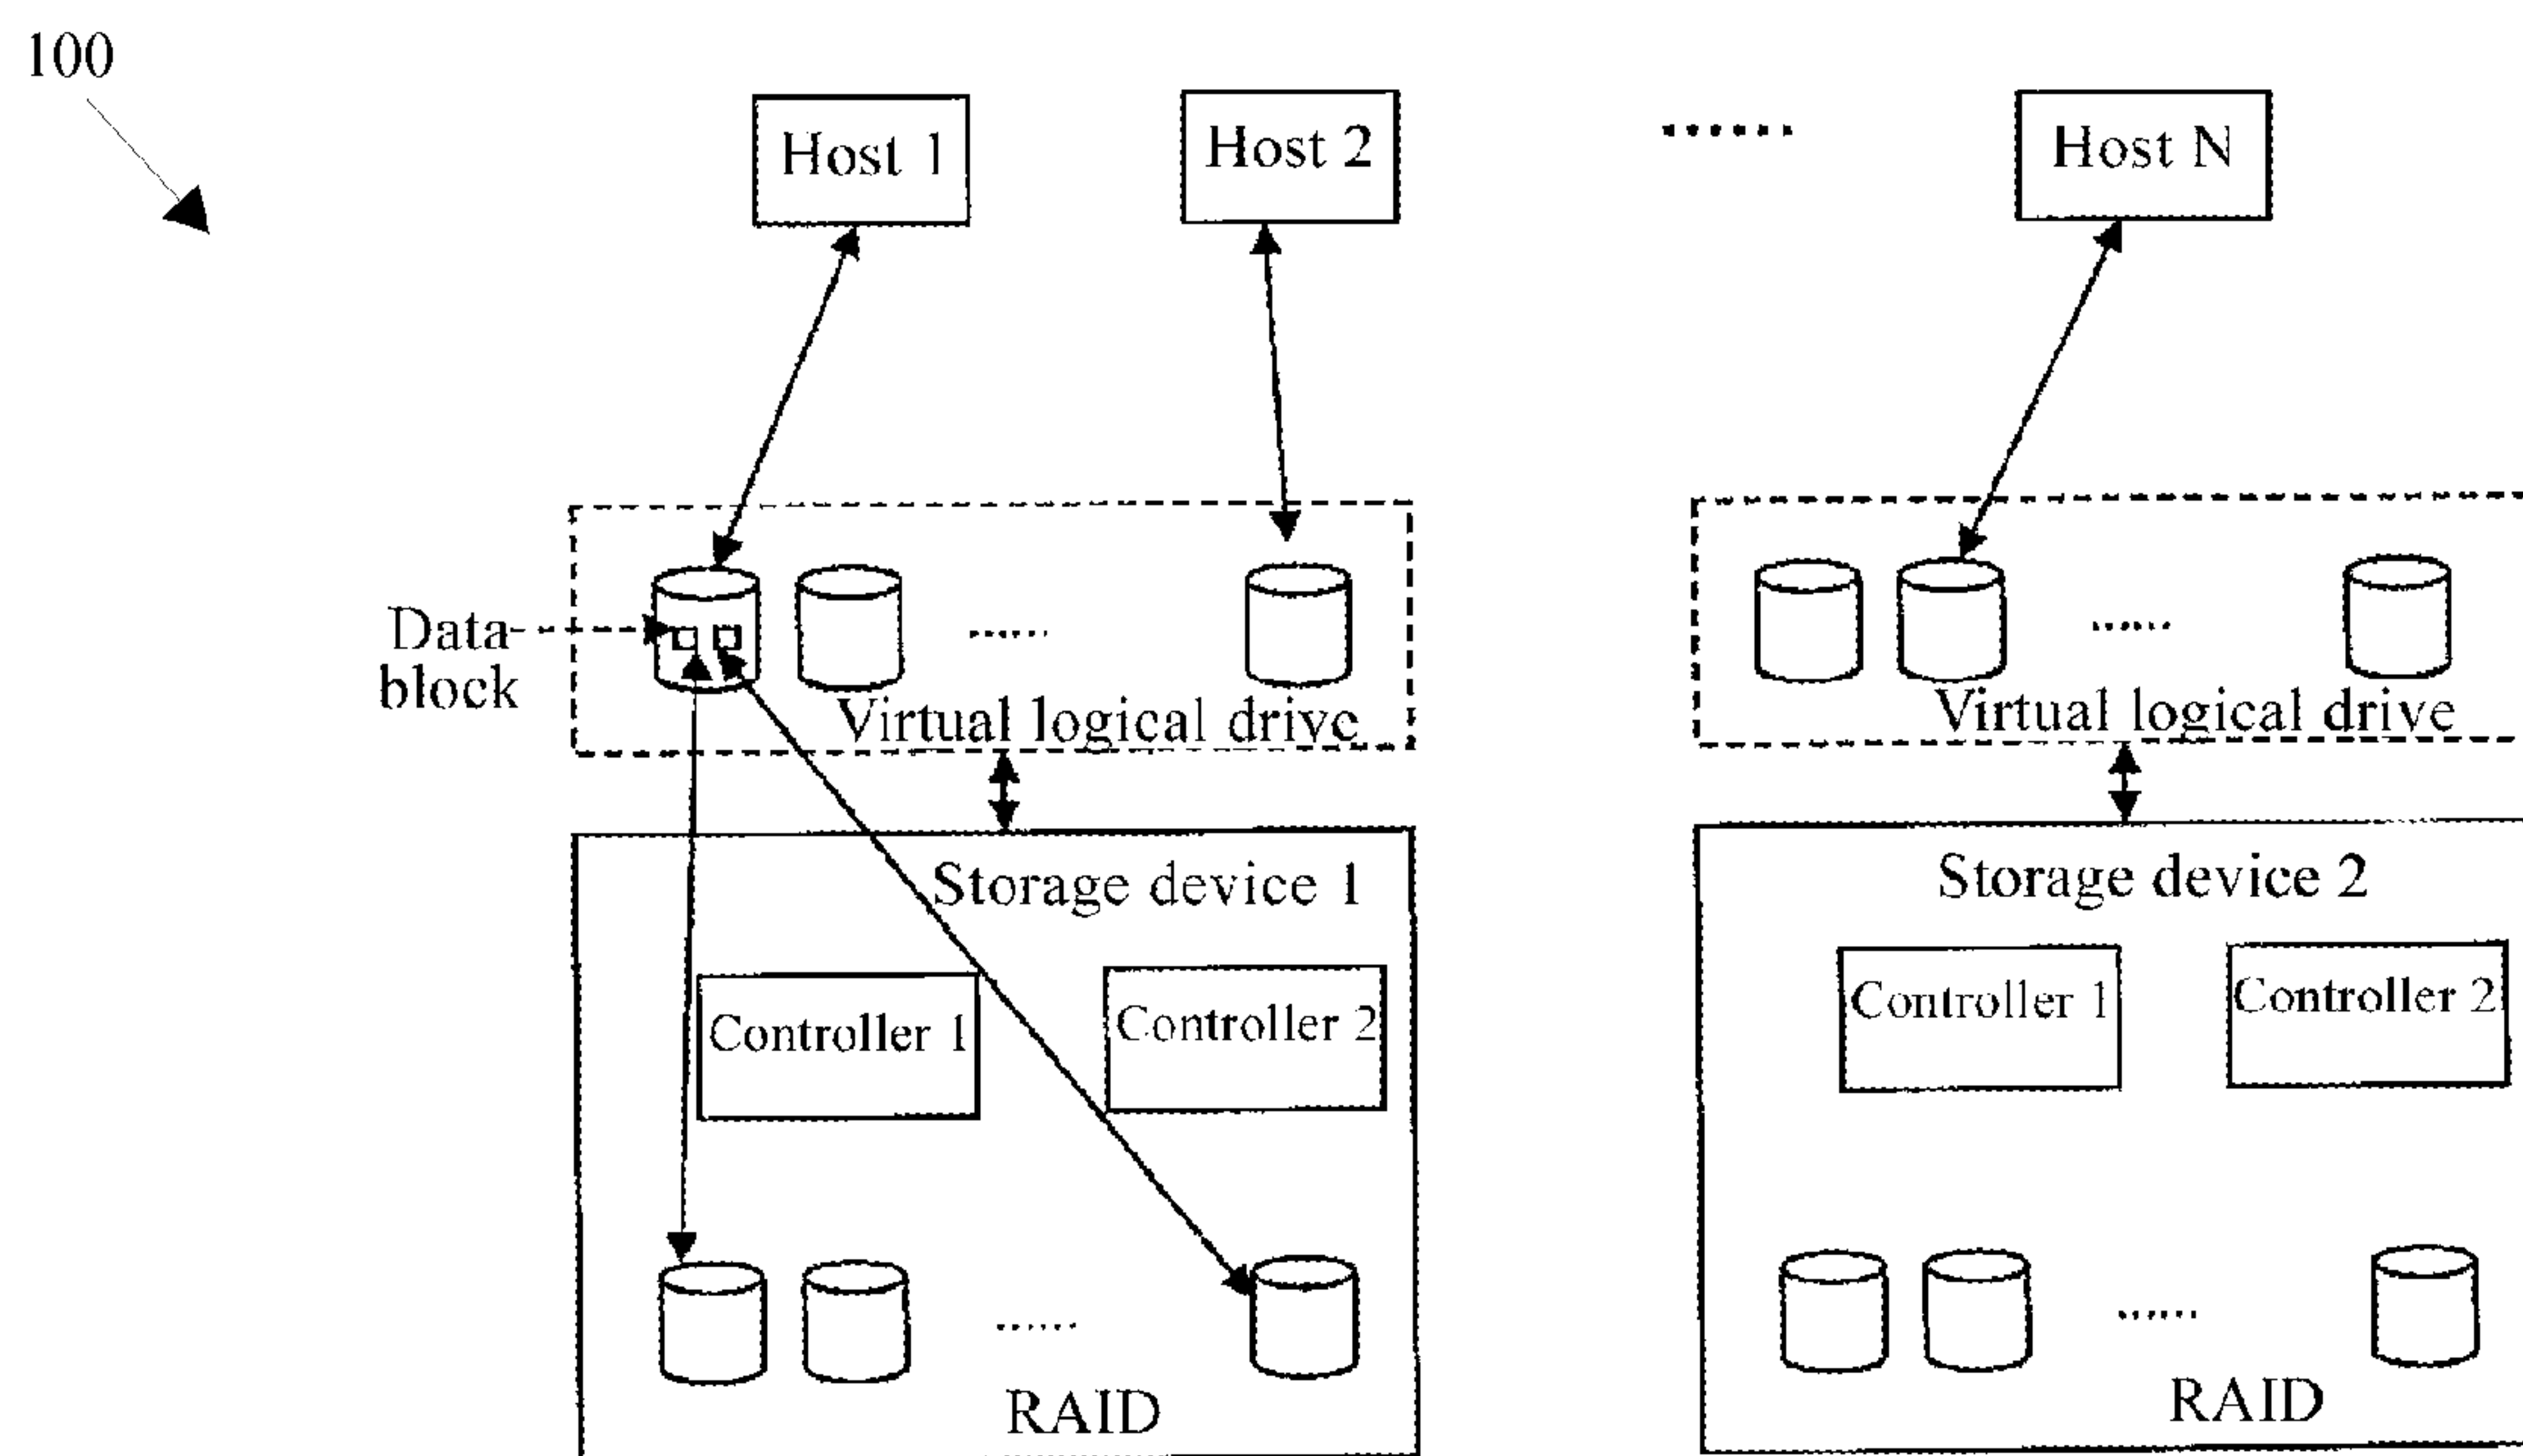 100
Host 1
Host 2
......
Host N
Data
block
......
Virtual logical drive
......
Virtual logical drive
Storage device 1
Controller 1
Controller 2
......
RAID
Storage device 2
Controller 1
Controller 2
......
RAID